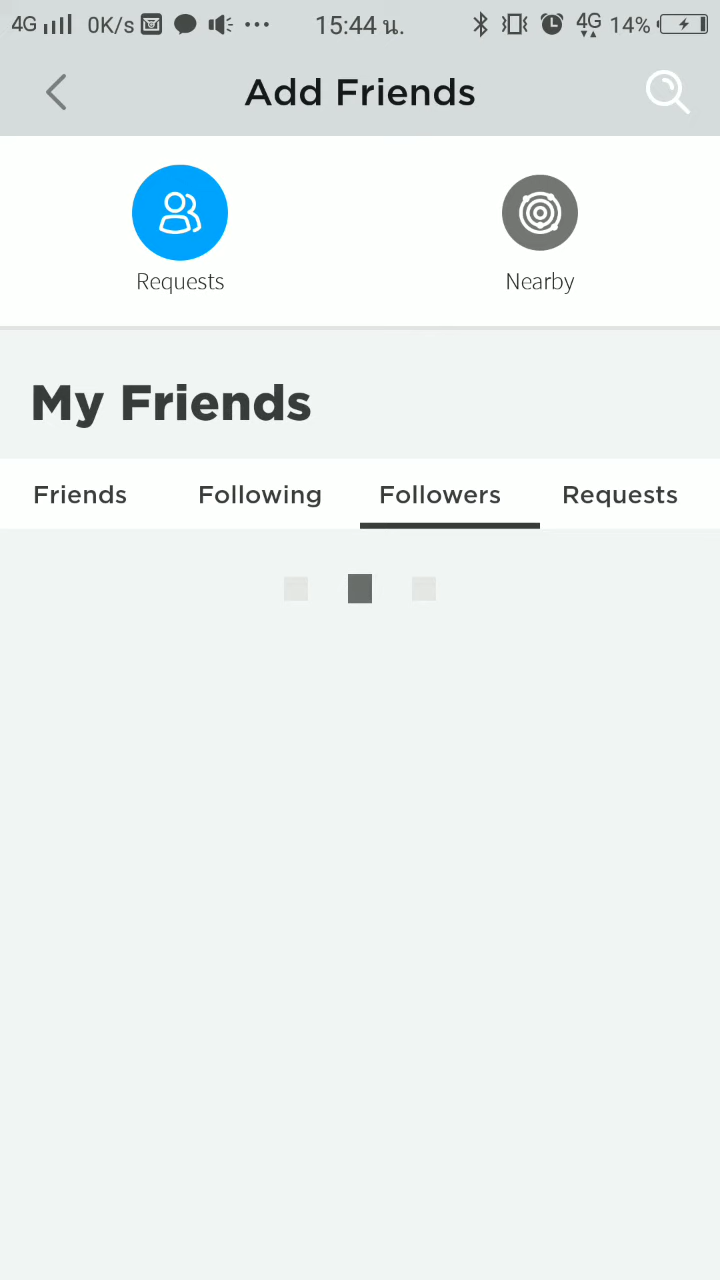 4G 0K/s ... 15:44 น. 4G 14%
Add Friends
Requests Nearby
My Friends
Friends Following Followers Requests